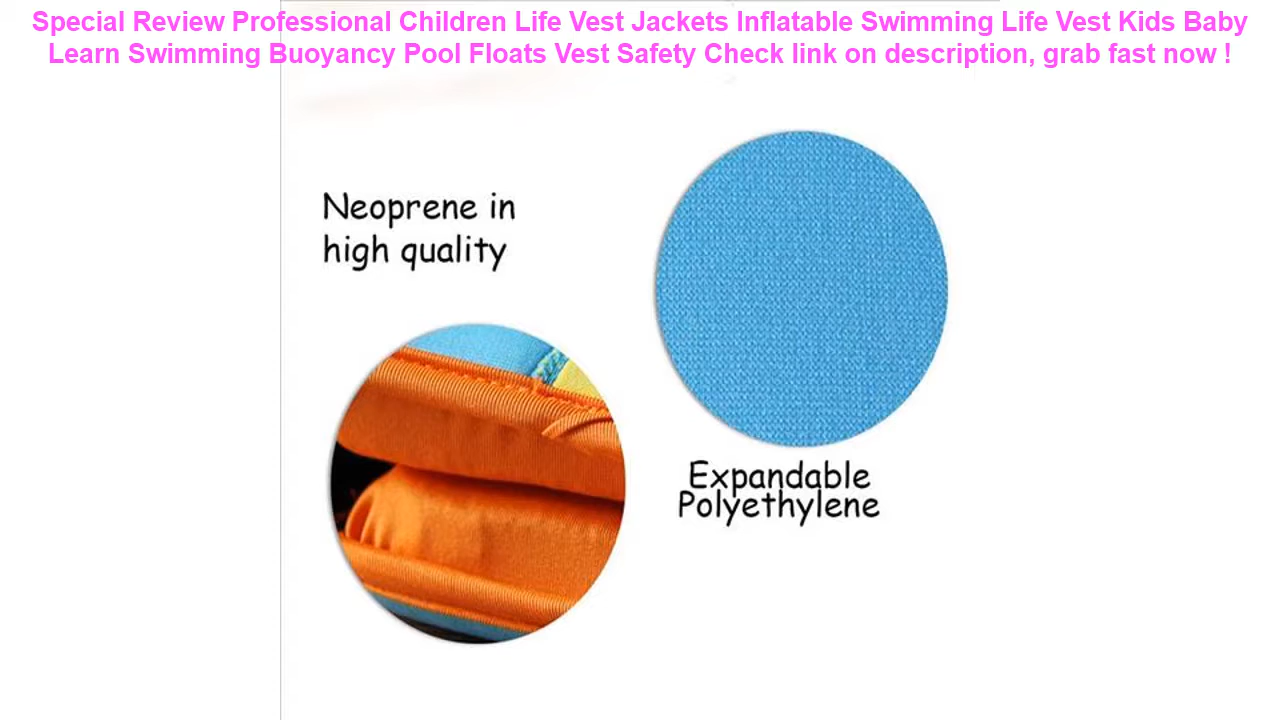 Special Review Professional Children Life Vest Jackets Inflatable Swimming Life Vest Kids Baby
Learn Swimming Buoyancy Pool Floats Vest Safety Check link on description, grab fast now !
Neoprene in
high quality
Expandable
Polyethylene